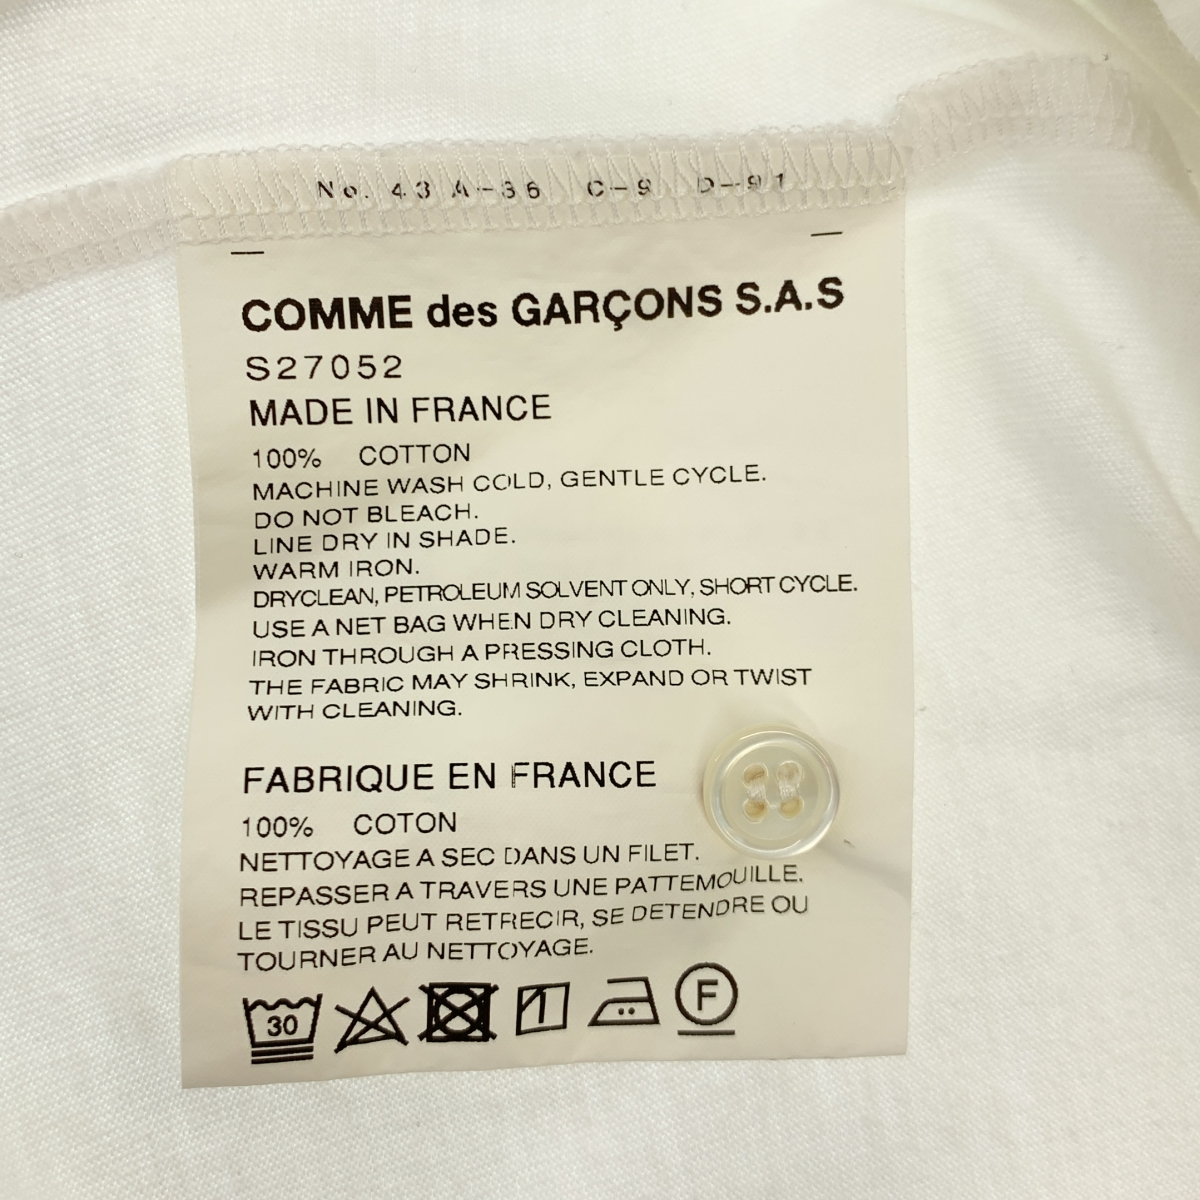 No. 43 A-36 C-9 D-91
COMME des GARÇONS S.A.S
S27052
MADE IN FRANCE
100% COTTON
MACHINE WASH COLD, GENTLE CYCLE.
DO NOT BLEACH.
LINE DRY IN SHADE.
WARM IRON.
DRYCLEAN, PETROLEUM SOLVENT ONLY, SHORT CYCLE.
USE A NET BAG WHEN DRY CLEANING.
IRON THROUGH A PRESSING CLOTH.
THE FABRIC MAY SHRINK, EXPAND OR TWIST
WITH CLEANING.
FABRIQUE EN FRANCE
100% COTON
NETTOYAGE A SEC DANS UN FILET.
REPASSER A TRAVERS UNE PATTEMOUILLE.
LE TISSU PEUT RETRECIR, SE DETENDRE OU
TOURNER AU NETTOYAGE.
30 F